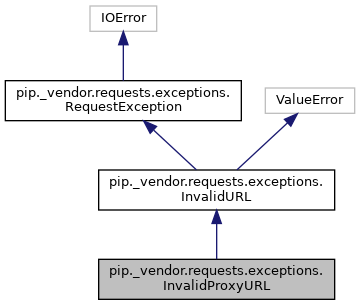 IOError
pip._vendor.requests.exceptions.
RequestException
ValueError
pip._vendor.requests.exceptions.
InvalidURL
pip._vendor.requests.exceptions.
InvalidProxyURL